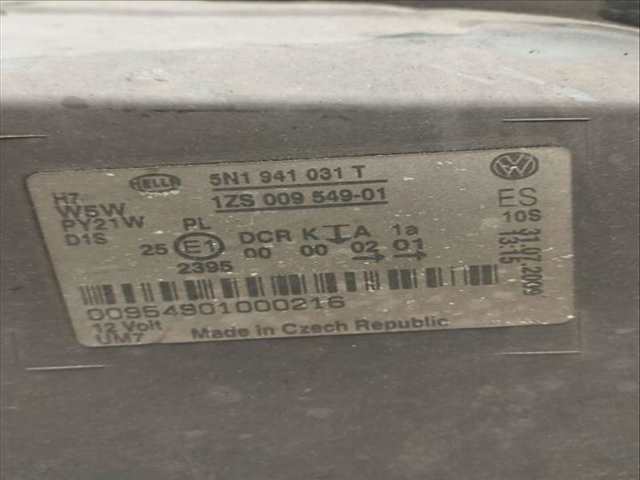 HELLA 5N1 941 031 T
1ZS 009 549-01
H7
W5W
PY21W
D1S
PL
25 E1 DCR K A 1a
00 00 02 01
2395
ES
10S
31.07.2009
13:15
00954901000216
12 Volt Made in Czech Republic
UM7